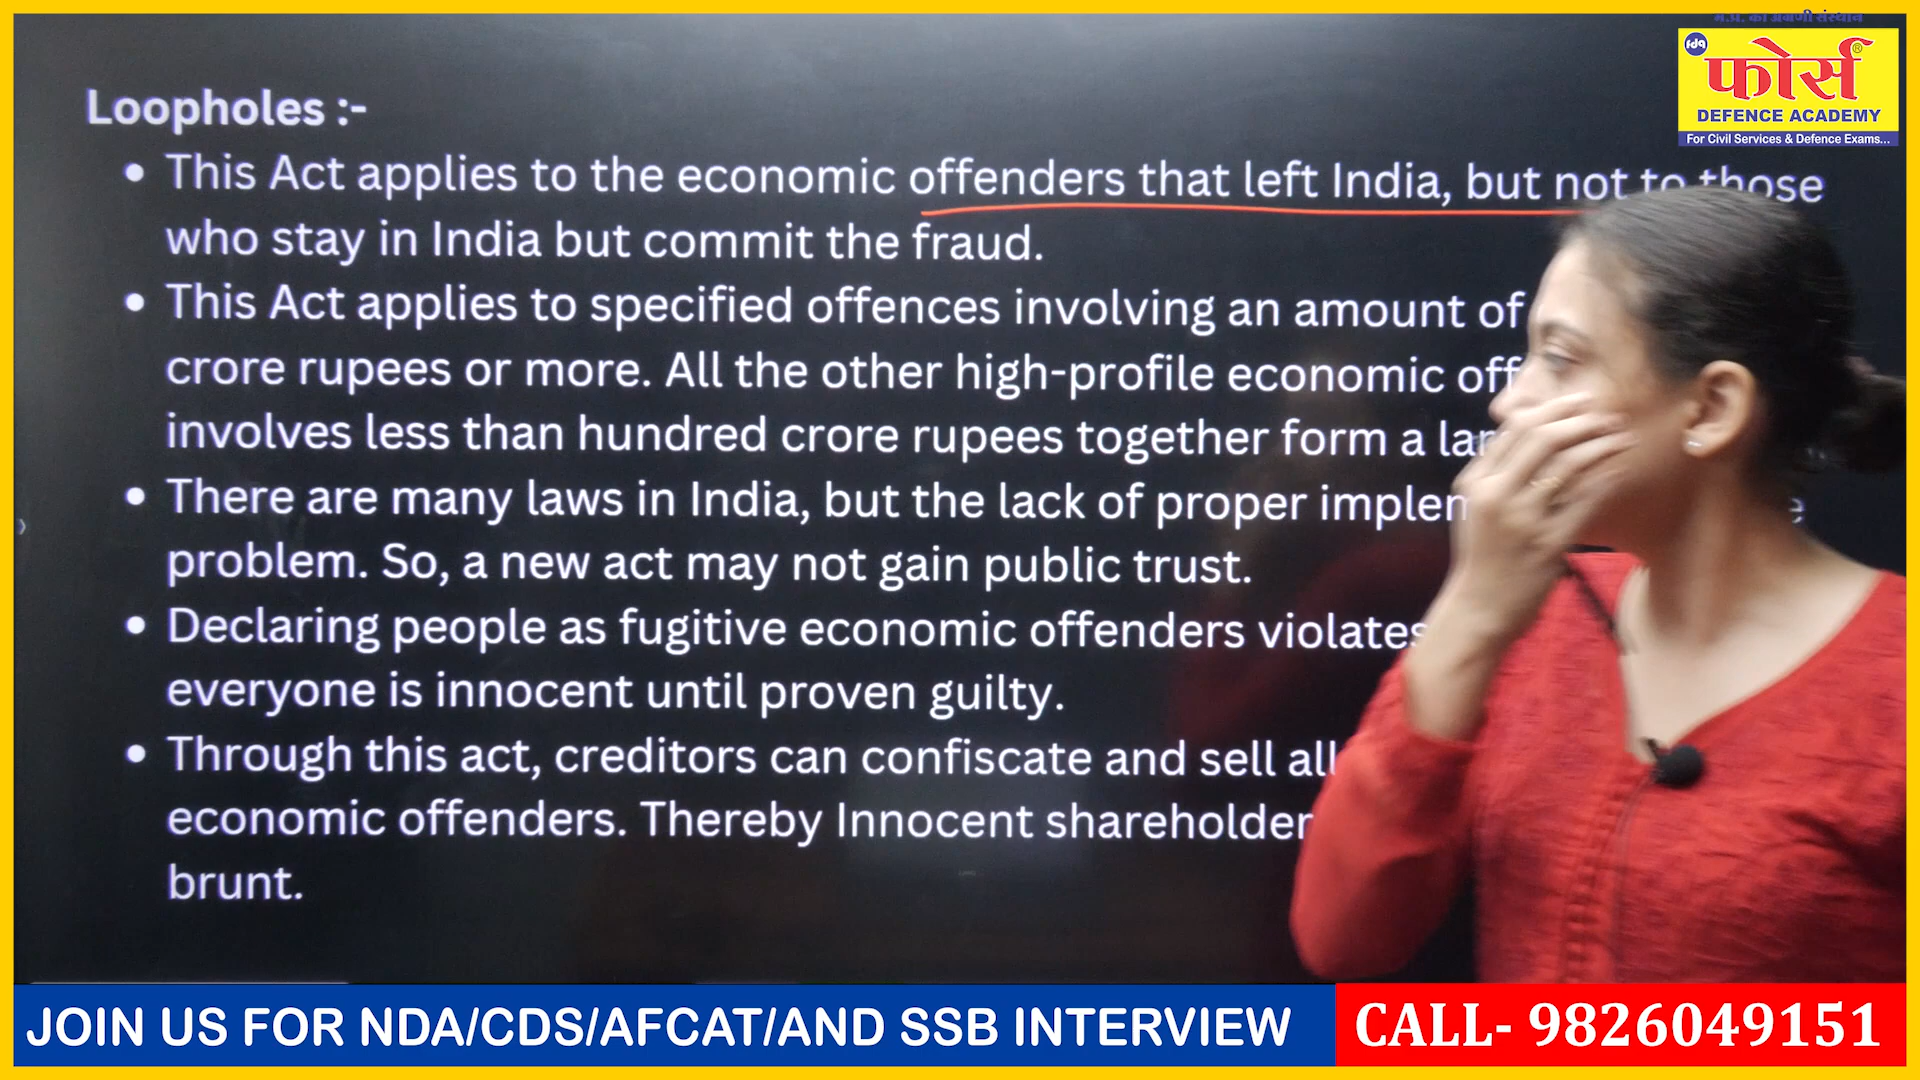 म.प्र. का अग्रणी संस्थान
fda
फोर्स®
DEFENCE ACADEMY
For Civil Services & Defence Exams...
Loopholes :-
• This Act applies to the economic offenders that left India, but not to those
who stay in India but commit the fraud.
• This Act applies to specified offences involving an amount of
crore rupees or more. All the other high-profile economic
involves less than hundred crore rupees together form a
• There are many laws in India, but the lack of proper
problem. So, a new act may not gain public trust.
• Declaring people as fugitive economic offenders violates
everyone is innocent until proven guilty.
• Through this act, creditors can confiscate and sell all
economic offenders. Thereby Innocent
brunt.
JOIN US FOR NDA/CDS/AFCAT/AND SSB INTERVIEW
CALL- 9826049151